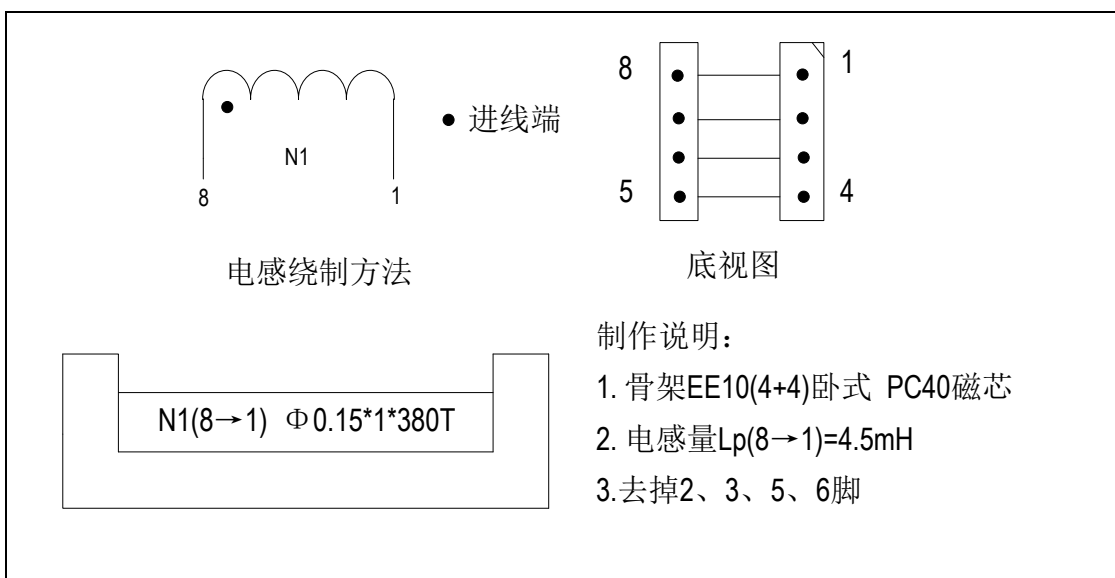 N1
8
1
● 进线端
电感绕制方法
8
1
5
4
底视图
N1(8→1) Φ0.15*1*380T
制作说明：
1. 骨架EE10(4+4)卧式 PC40磁芯
2. 电感量Lp(8→1)=4.5mH
3.去掉2、3、5、6脚